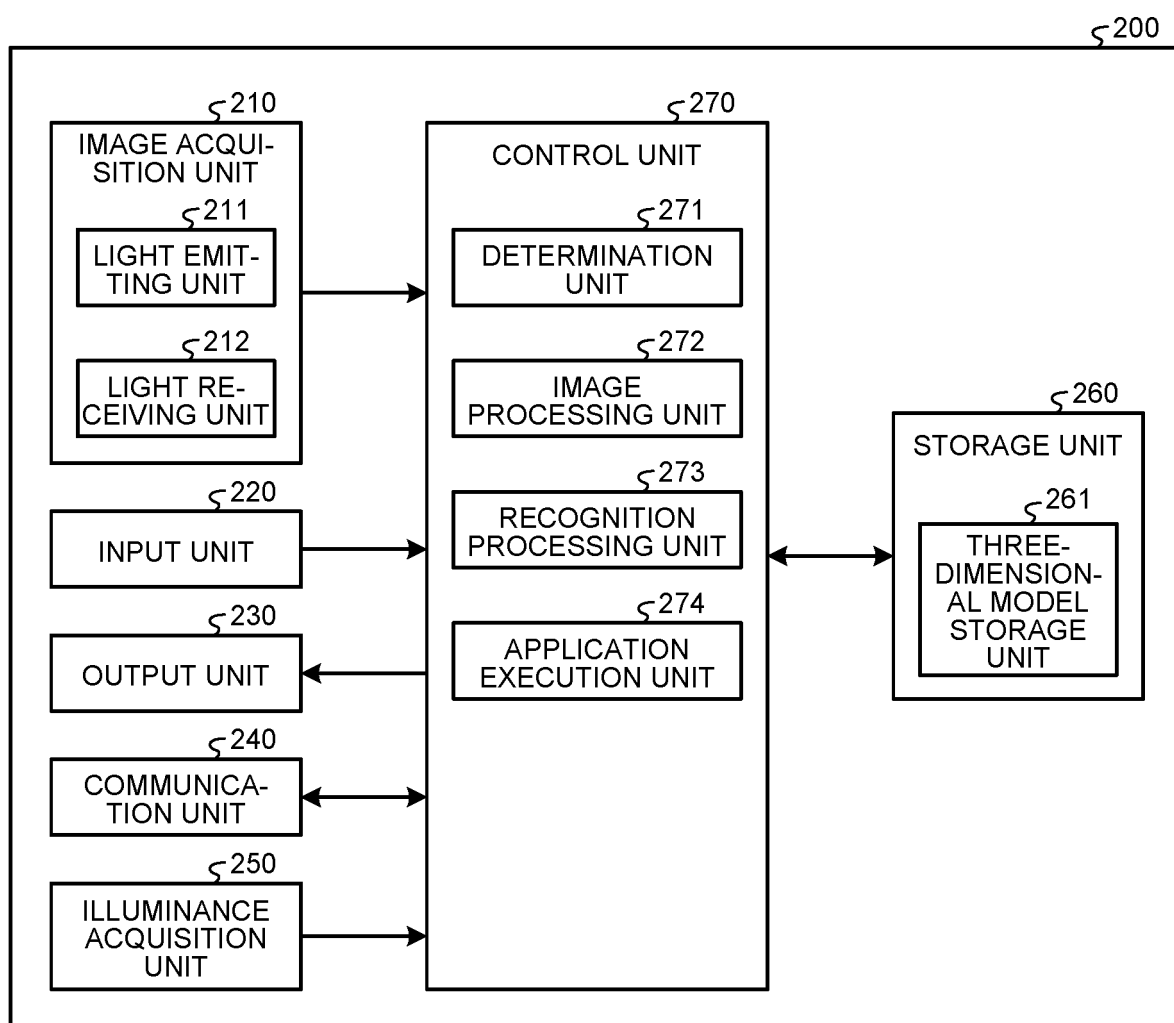 200
210
IMAGE ACQUI-
SITION UNIT
211
LIGHT EMIT-
TING UNIT
212
LIGHT RE-
CEIVING UNIT
220
INPUT UNIT
230
OUTPUT UNIT
240
COMMUNICA-
TION UNIT
250
ILLUMINANCE
ACQUISITION
UNIT
270
CONTROL UNIT
271
DETERMINATION
UNIT
272
IMAGE
PROCESSING UNIT
273
RECOGNITION
PROCESSING UNIT
274
APPLICATION
EXECUTION UNIT
260
STORAGE UNIT
261
THREE-
DIMENSION-
AL MODEL
STORAGE
UNIT